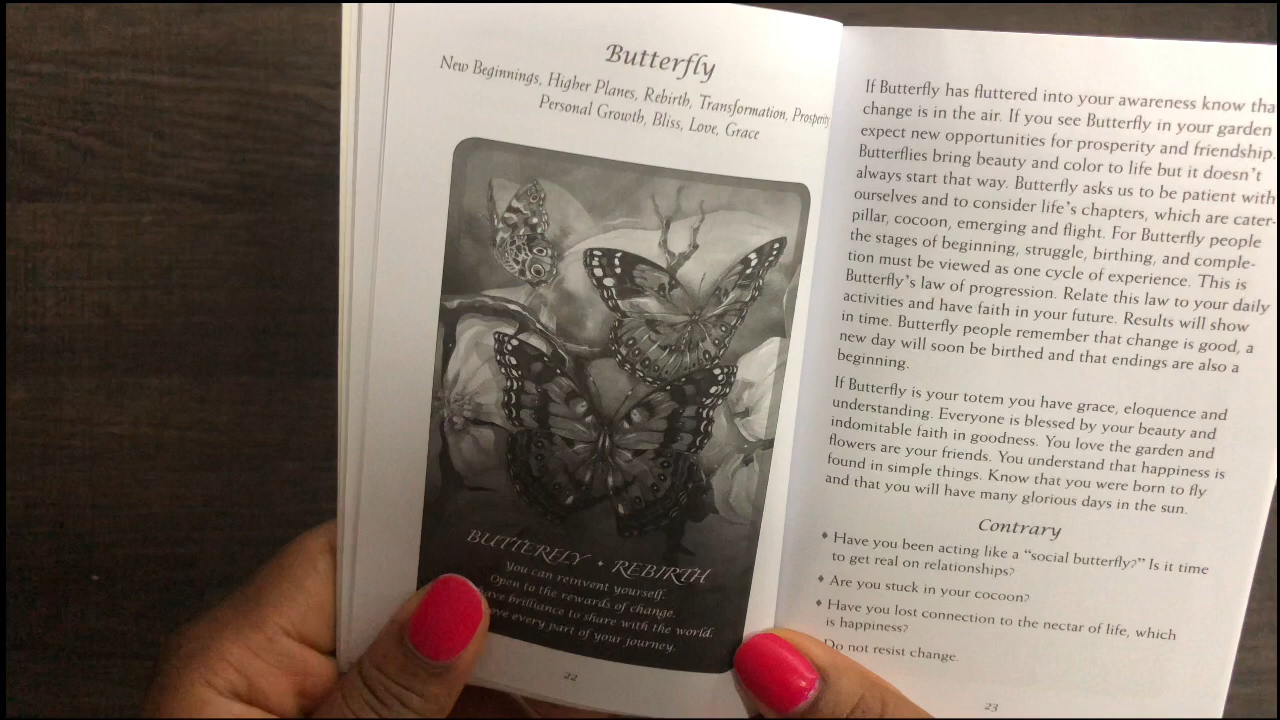 Butterfly
New Beginnings, Higher Planes, Rebirth, Transformation, Prosperity
Personal Growth, Bliss, Love, Grace
BUTTERFLY • REBIRTH
You can reinvent yourself.
Open to the rewards of change.
brilliance to share with the world.
every part of your journey.
22
If Butterfly has fluttered into your awareness know
change is in the air. If you see Butterfly in your garden
expect new opportunities for prosperity and friendship.
Butterflies bring beauty and color to life but it doesn't
always start that way. Butterfly asks us to be patient with
ourselves and to consider life's chapters, which are cater-
pillar, cocoon, emerging and flight. For Butterfly people
the stages of beginning, struggle, birthing, and comple-
tion must be viewed as one cycle of experience. This is
Butterfly's law of progression. Relate this law to your daily
activities and have faith in your future. Results will show
in time. Butterfly people remember that change is good, a
new day will soon be birthed and that endings are also a
beginning.
If Butterfly is your totem you have grace, eloquence and
understanding. Everyone is blessed by your beauty and
indomitable faith in goodness. You love the garden and
flowers are your friends. You understand that happiness is
found in simple things. Know that you were born to fly
and that you will have many glorious days in the sun.
Contrary
♦ Have you been acting like a “social butterfly?” Is it time
to get real on relationships?
♦ Are you stuck in your cocoon?
♦ Have you lost connection to the nectar of life, which
is happiness?
Do not resist change.
23